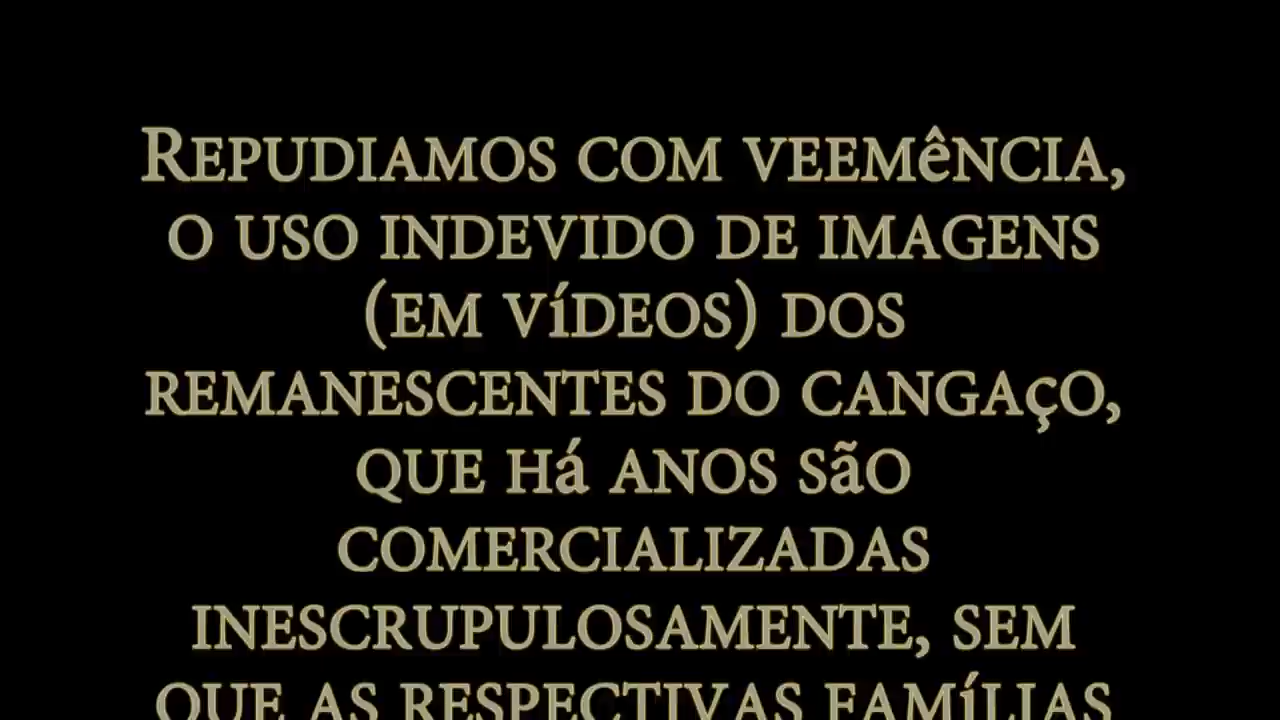 Repudiamos com veemência,
o uso indevido de imagens
(em vídeos) dos
remanescentes do cangaço,
que há anos são
comercializadas
inescrupulosamente, sem
que as respectivas famílias